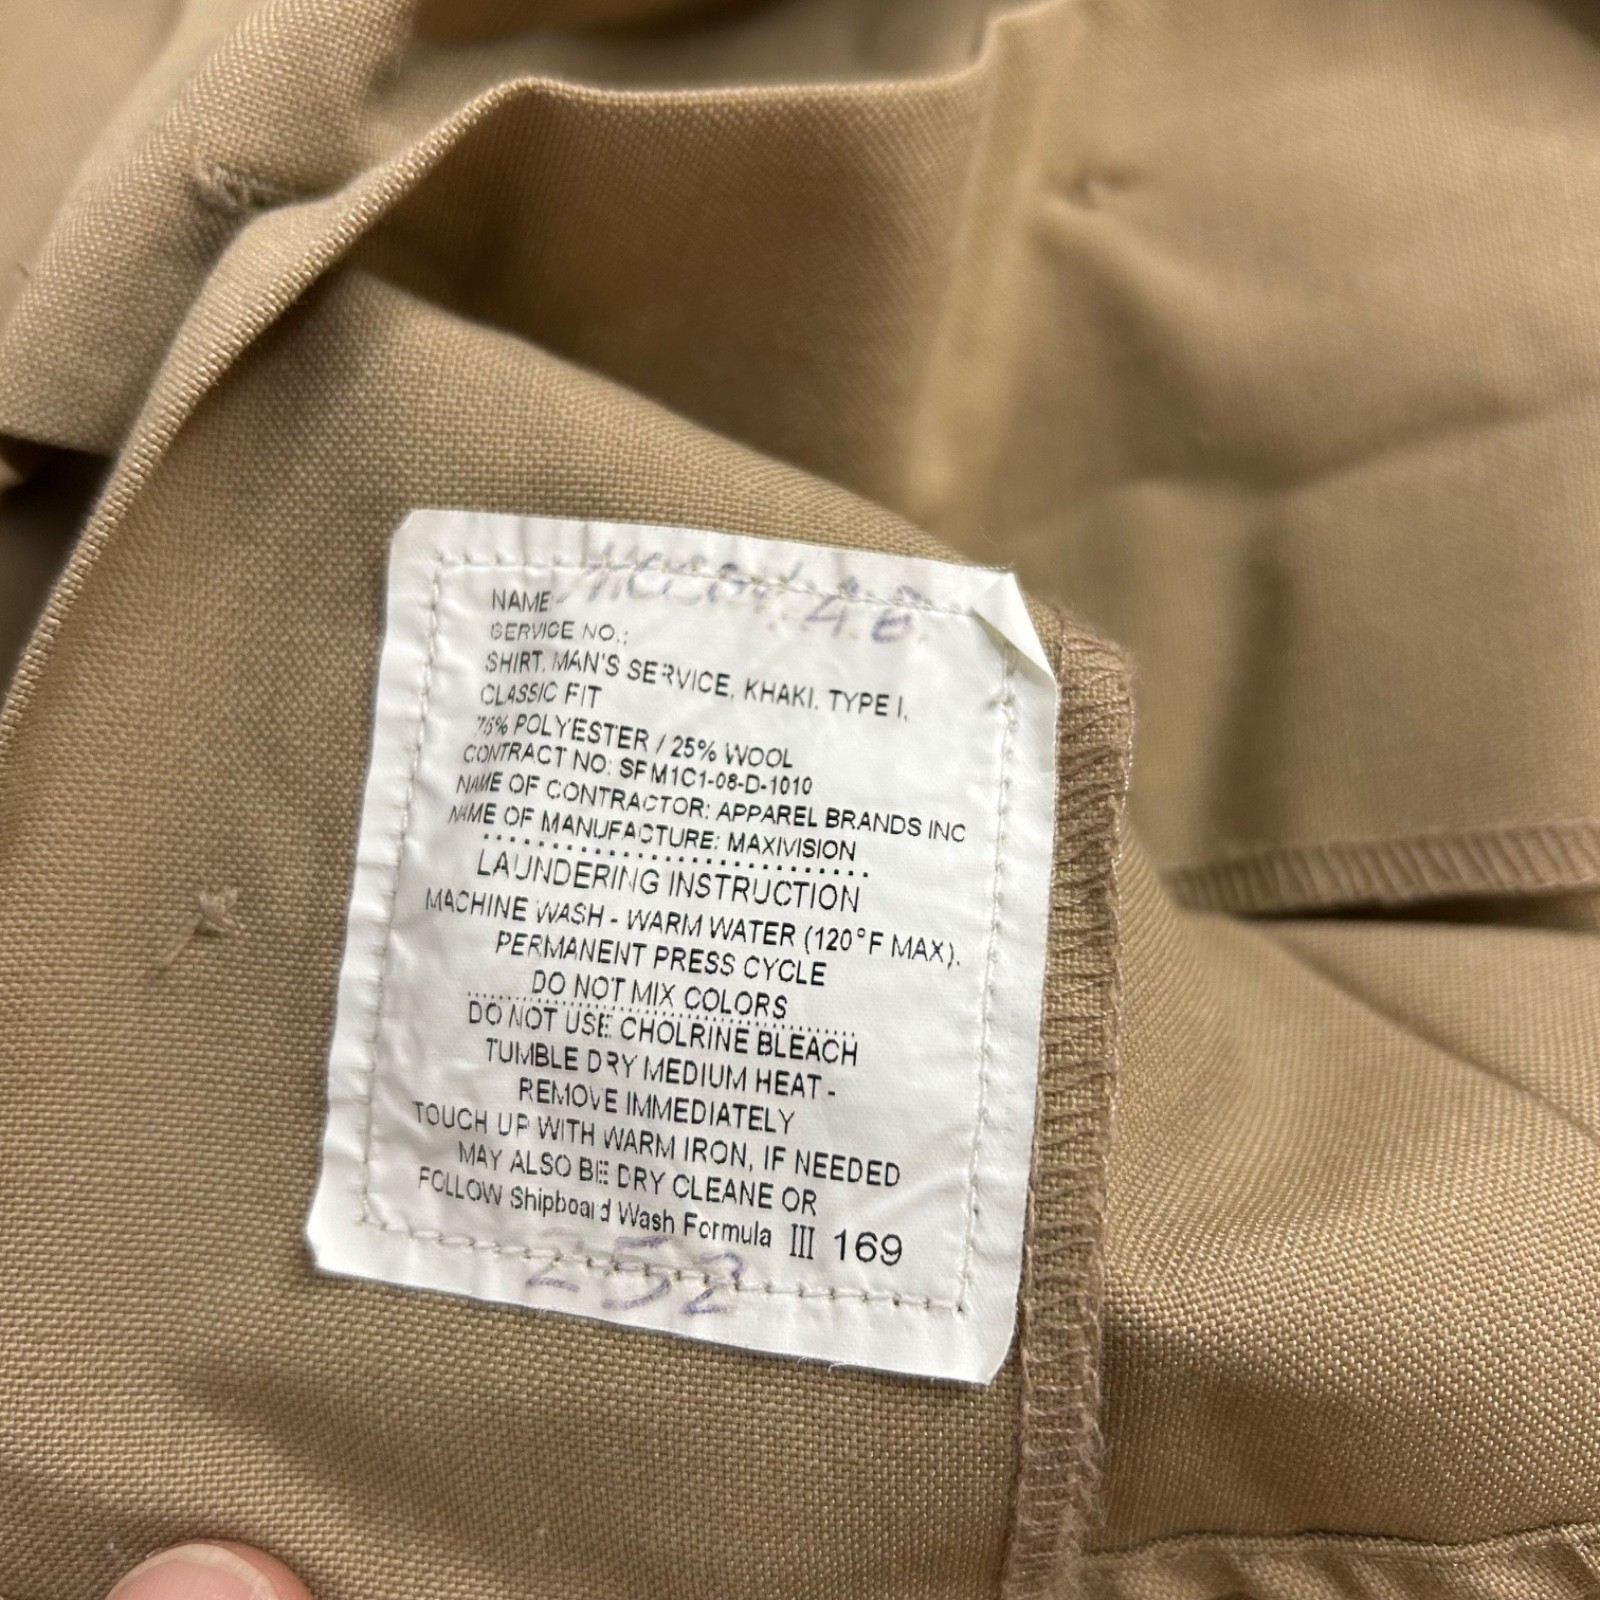 NAME: A.B.
SERVICE NO.:
SHIRT, MAN'S SERVICE, KHAKI, TYPE I,
CLASSIC FIT
75% POLYESTER / 25% WOOL
CONTRACT NO: SFM1C1-08-D-1010
NAME OF CONTRACTOR: APPAREL BRANDS INC
NAME OF MANUFACTURE: MAXIVISION
LAUNDERING INSTRUCTION
MACHINE WASH - WARM WATER (120°F MAX).
PERMANENT PRESS CYCLE
DO NOT MIX COLORS
DO NOT USE CHOLRINE BLEACH
TUMBLE DRY MEDIUM HEAT -
REMOVE IMMEDIATELY
TOUCH UP WITH WARM IRON, IF NEEDED
MAY ALSO BE DRY CLEANE OR
FOLLOW Shipboard Wash Formula III 169
252